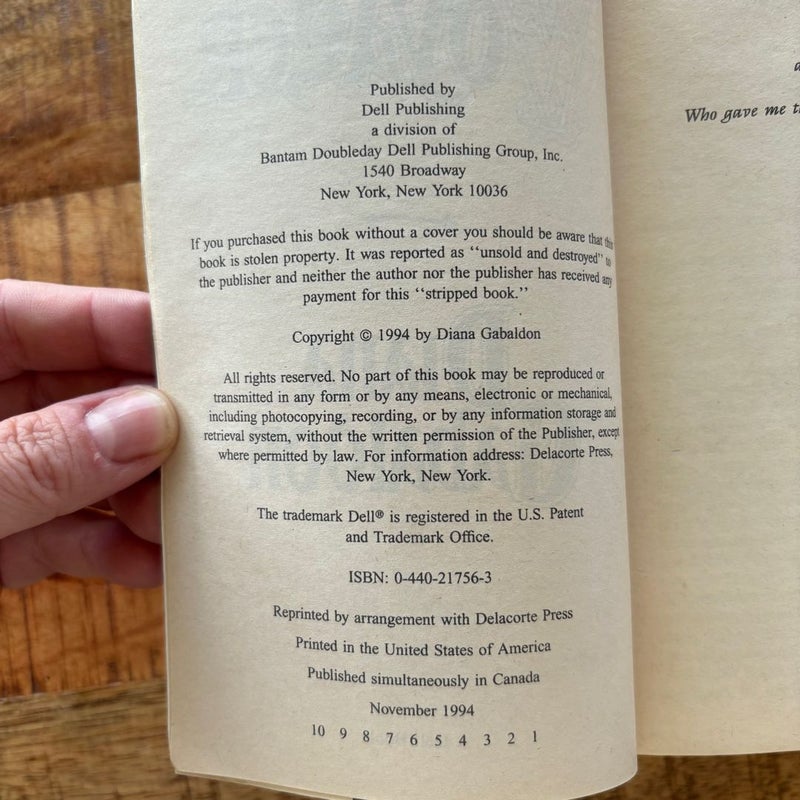 Published by
Dell Publishing
a division of
Bantam Doubleday Dell Publishing Group, Inc.
1540 Broadway
New York, New York 10036
If you purchased this book without a cover you should be aware that this
book is stolen property. It was reported as ‘‘unsold and destroyed’’ to
the publisher and neither the author nor the publisher has received any
payment for this ‘‘stripped book.’’
Copyright © 1994 by Diana Gabaldon
All rights reserved. No part of this book may be reproduced or
transmitted in any form or by any means, electronic or mechanical,
including photocopying, recording, or by any information storage and
retrieval system, without the written permission of the Publisher, except
where permitted by law. For information address: Delacorte Press,
New York, New York.
The trademark Dell® is registered in the U.S. Patent
and Trademark Office.
ISBN: 0-440-21756-3
Reprinted by arrangement with Delacorte Press
Printed in the United States of America
Published simultaneously in Canada
November 1994
10 9 8 7 6 5 4 3 2 1
Who gave me